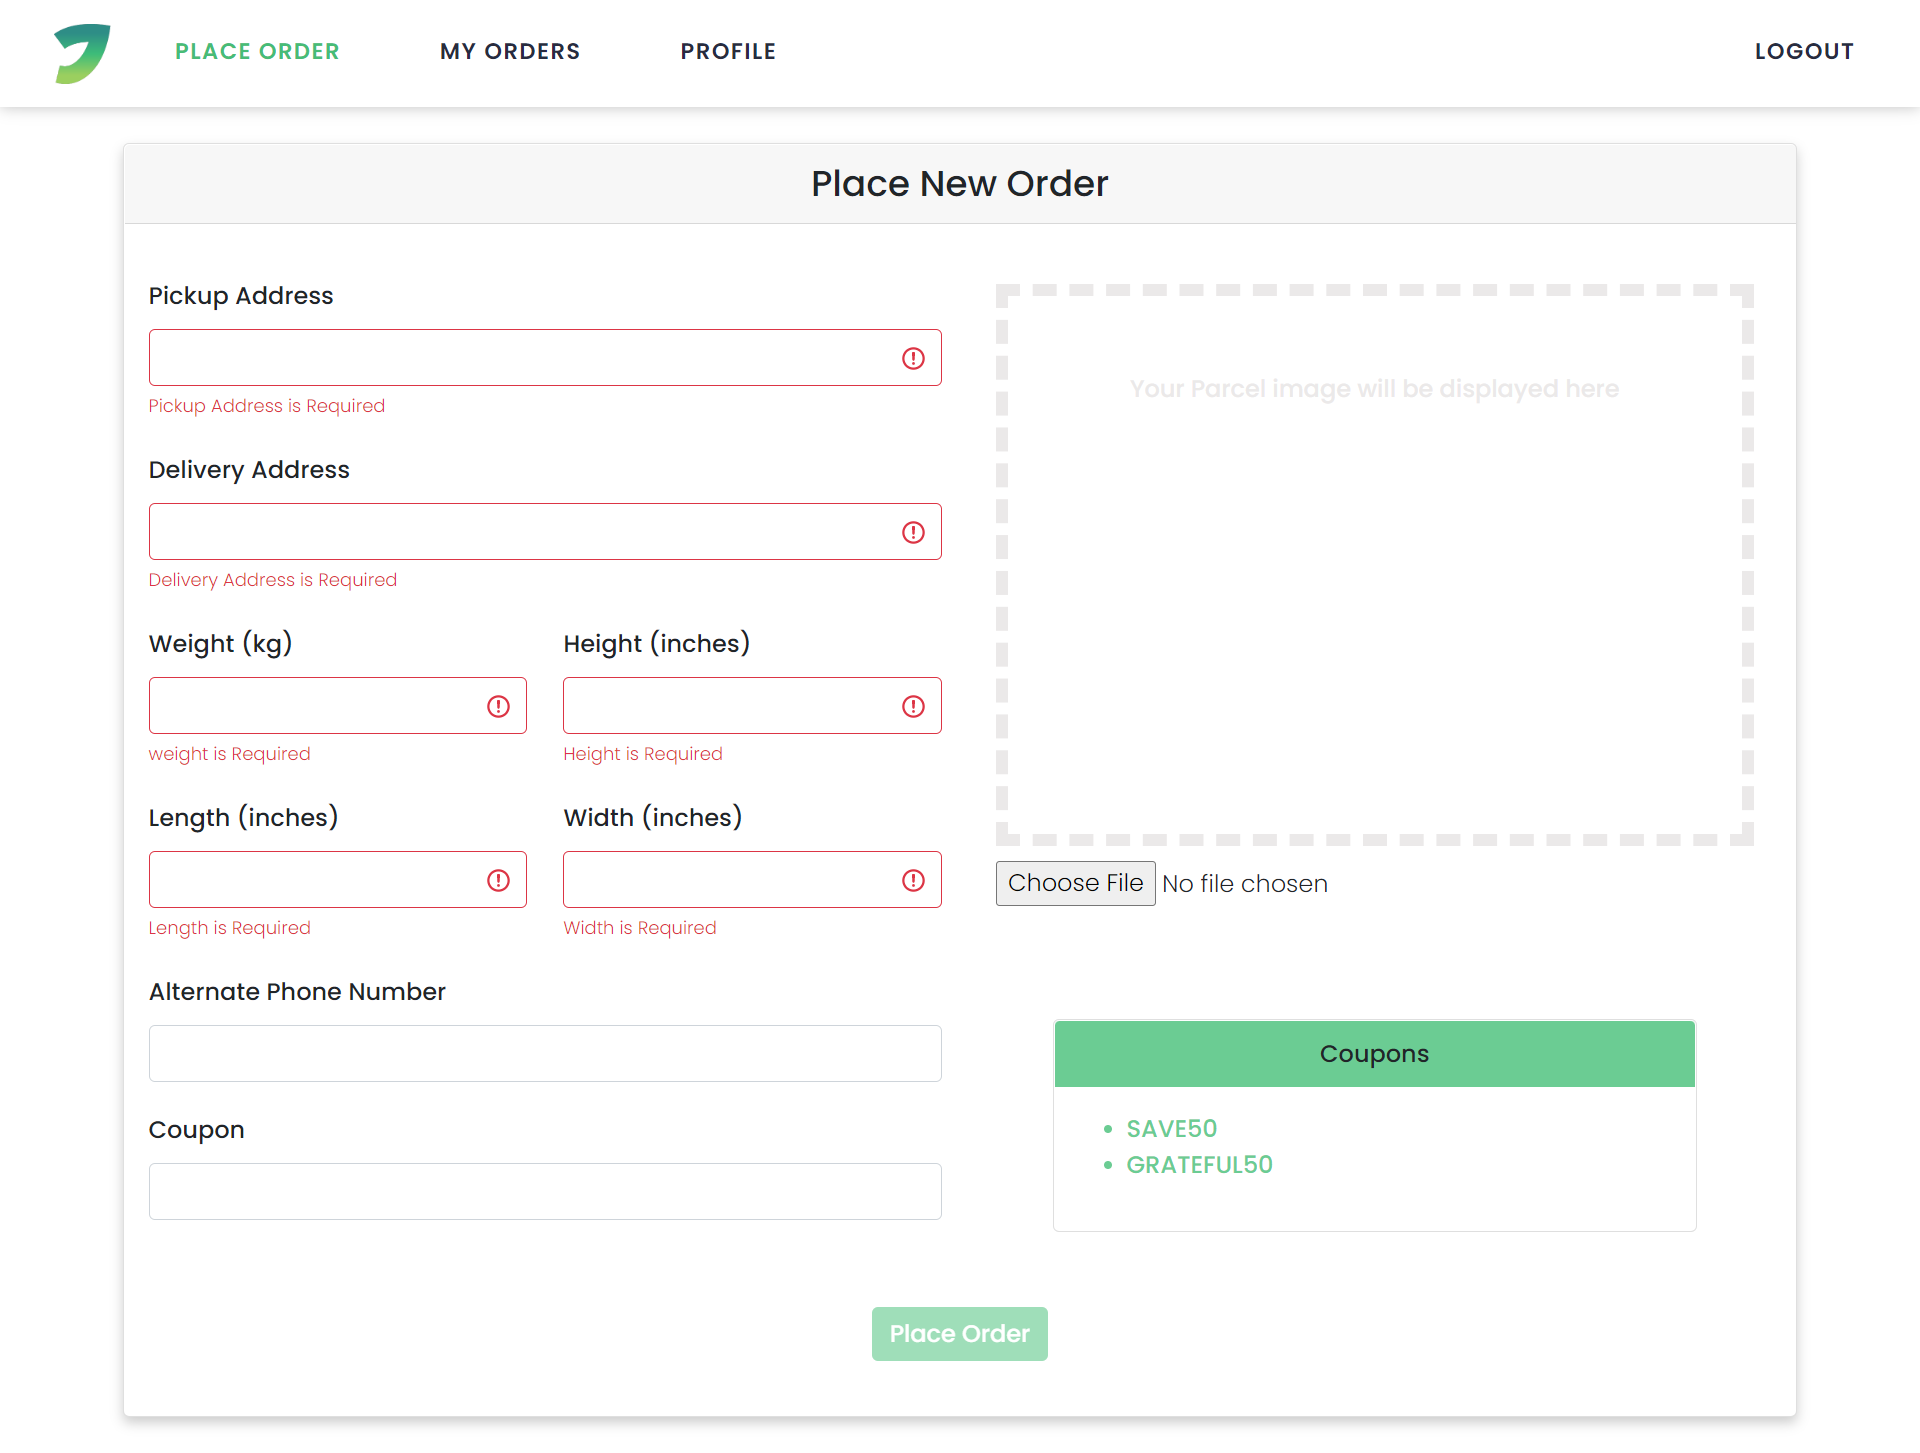 PLACE ORDER
MY ORDERS
PROFILE
LOGOUT
Place New Order
Pickup Address
Pickup Address is Required
Delivery Address
Delivery Address is Required
Weight (kg)
Height (inches)
weight is Required
Height is Required
Length (inches)
Width (inches)
Length is Required
Width is Required
Alternate Phone Number
Coupon
Your Parcel image will be displayed here
Choose File No file chosen
Coupons
SAVE50
GRATEFUL50
Place Order